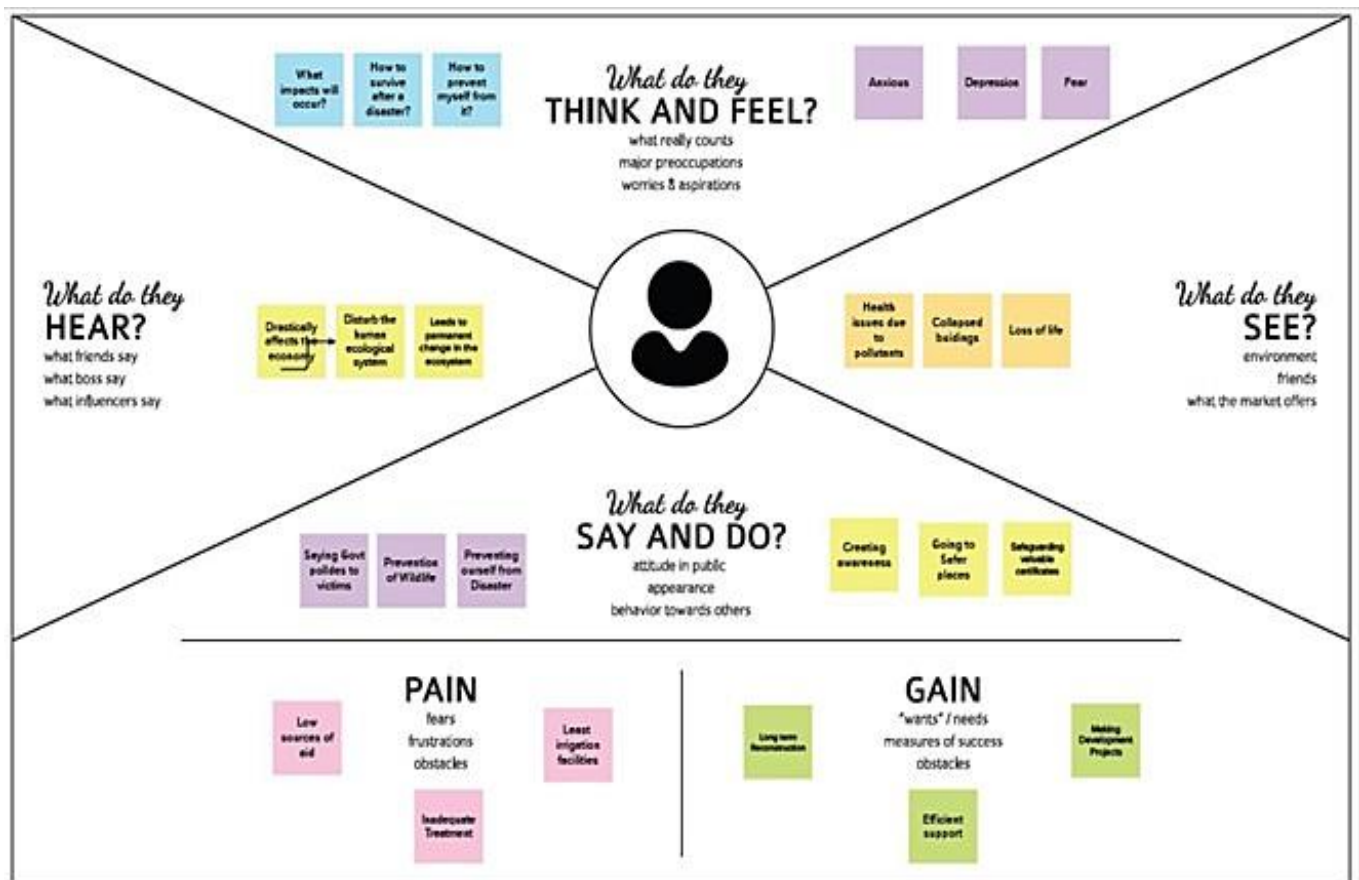 What
impacts will
occur?
How to
survive
after a
disaster?
How to
prevent
myself from
it?
What do they
THINK AND FEEL?
what really counts
major preoccupations
worries & aspirations
Anxious
Depression
Fear
What do they
HEAR?
what friends say
what boss say
what influencers say
Drastically
affects the
economy
Disturb the
human
ecological
system
Leads to
permanent
change in the
ecosystem
Health
issues due
to
pollutants
Collapsed
buidings
Loss of life
What do they
SEE?
environment
friends
what the market offers
What do they
SAY AND DO?
attitude in public
appearance
behavior towards others
Saying Govt
polides to
victims
Prevention
of Wildlife
Preventing
ourself from
Disaster
Creating
awareness
Going to
Safer
places
Safeguarding
valuable
certificates
PAIN
fears
frustrations
obstacles
Low
sources of
aid
Least
irrigation
facilities
Inadequate
Treatment
GAIN
"wants" / needs
measures of success
obstacles
Long term
Reconstruction
Making
Development
Projects
Efficient
support